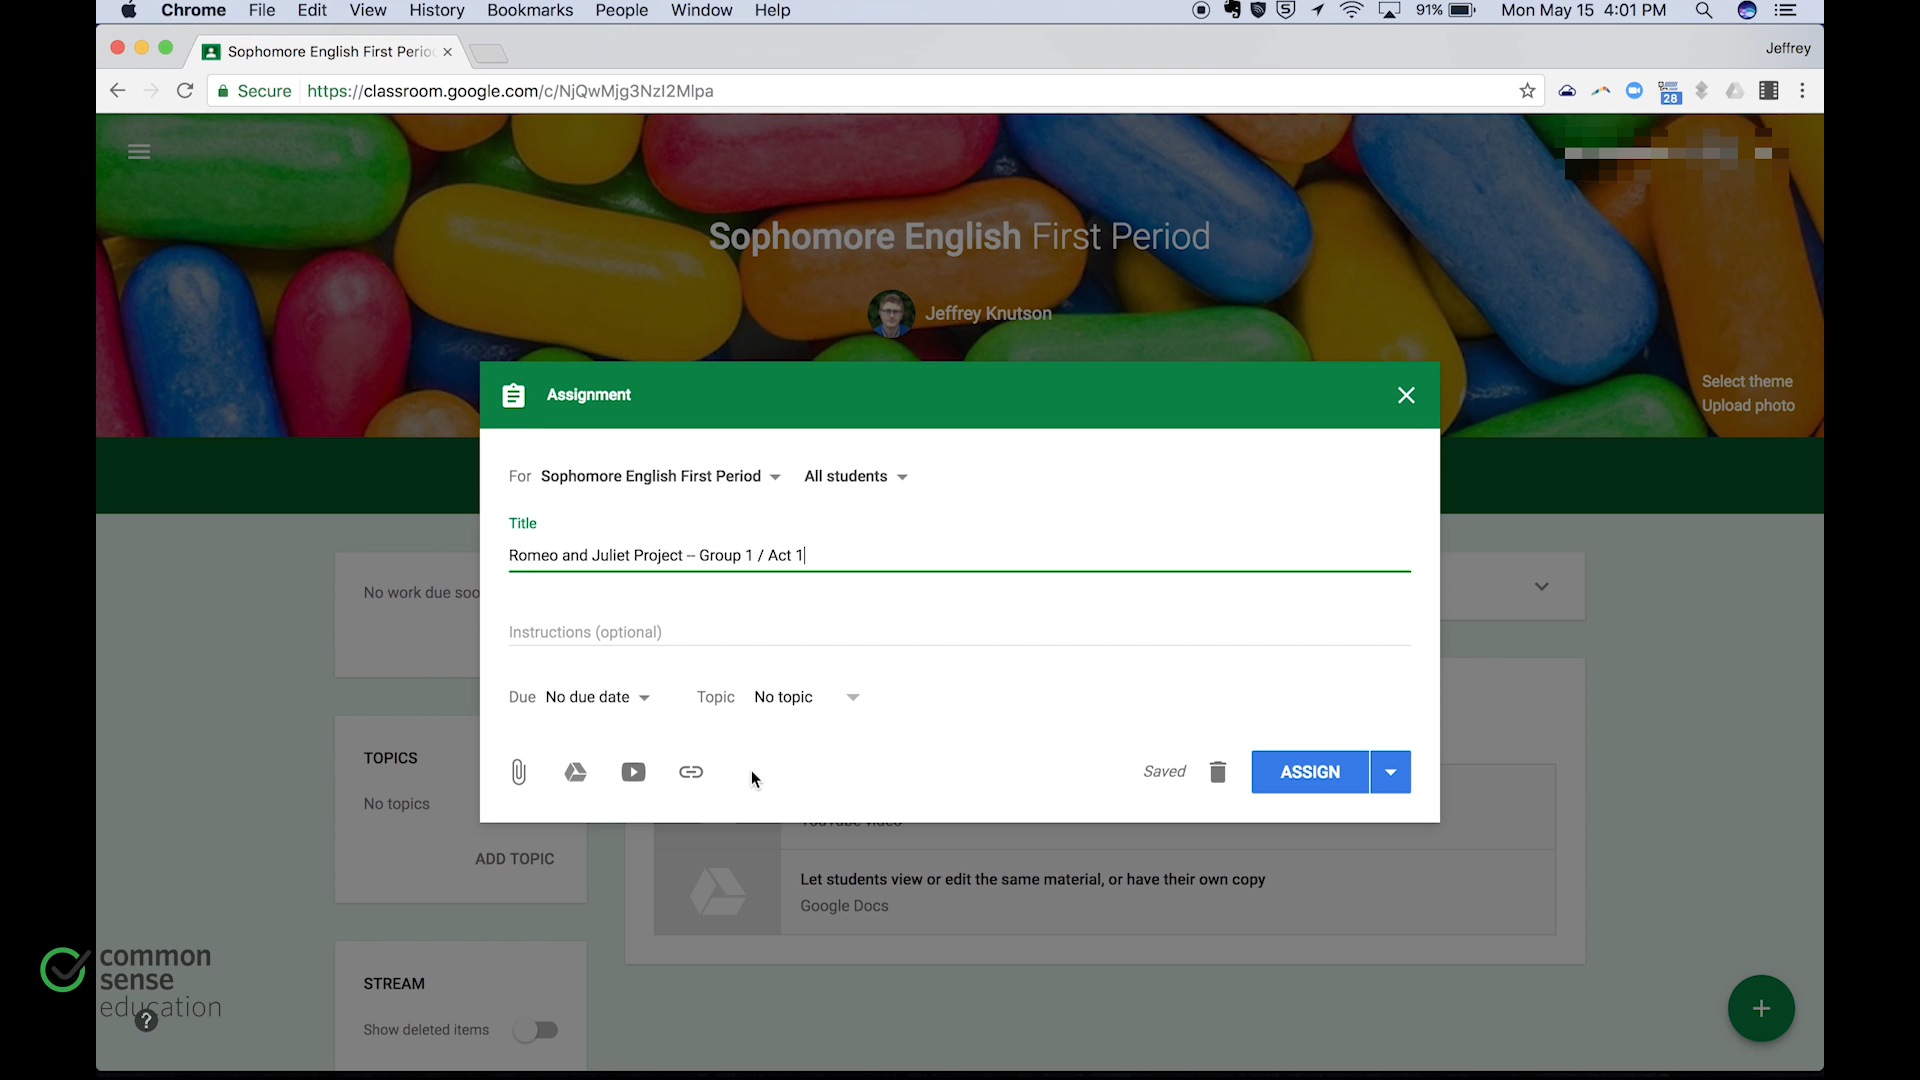 Chrome File Edit View History Bookmarks People Window Help
91% Mon May 15 4:01 PM
Sophomore English First Perio
Jeffrey
Secure https://classroom.google.com/c/NjQwMjg3NzI2Mlpa
28
Sophomore English First Period
Jeffrey Knutson
Select theme
Upload photo
Assignment
For Sophomore English First Period All students
Title
Romeo and Juliet Project -- Group 1 / Act 1
No work due soo
Instructions (optional)
Due No due date Topic No topic
TOPICS
No topics
ADD TOPIC
Saved ASSIGN
YouTube video
Let students view or edit the same material, or have their own copy
Google Docs
STREAM
Show deleted items
common
sense
education
?